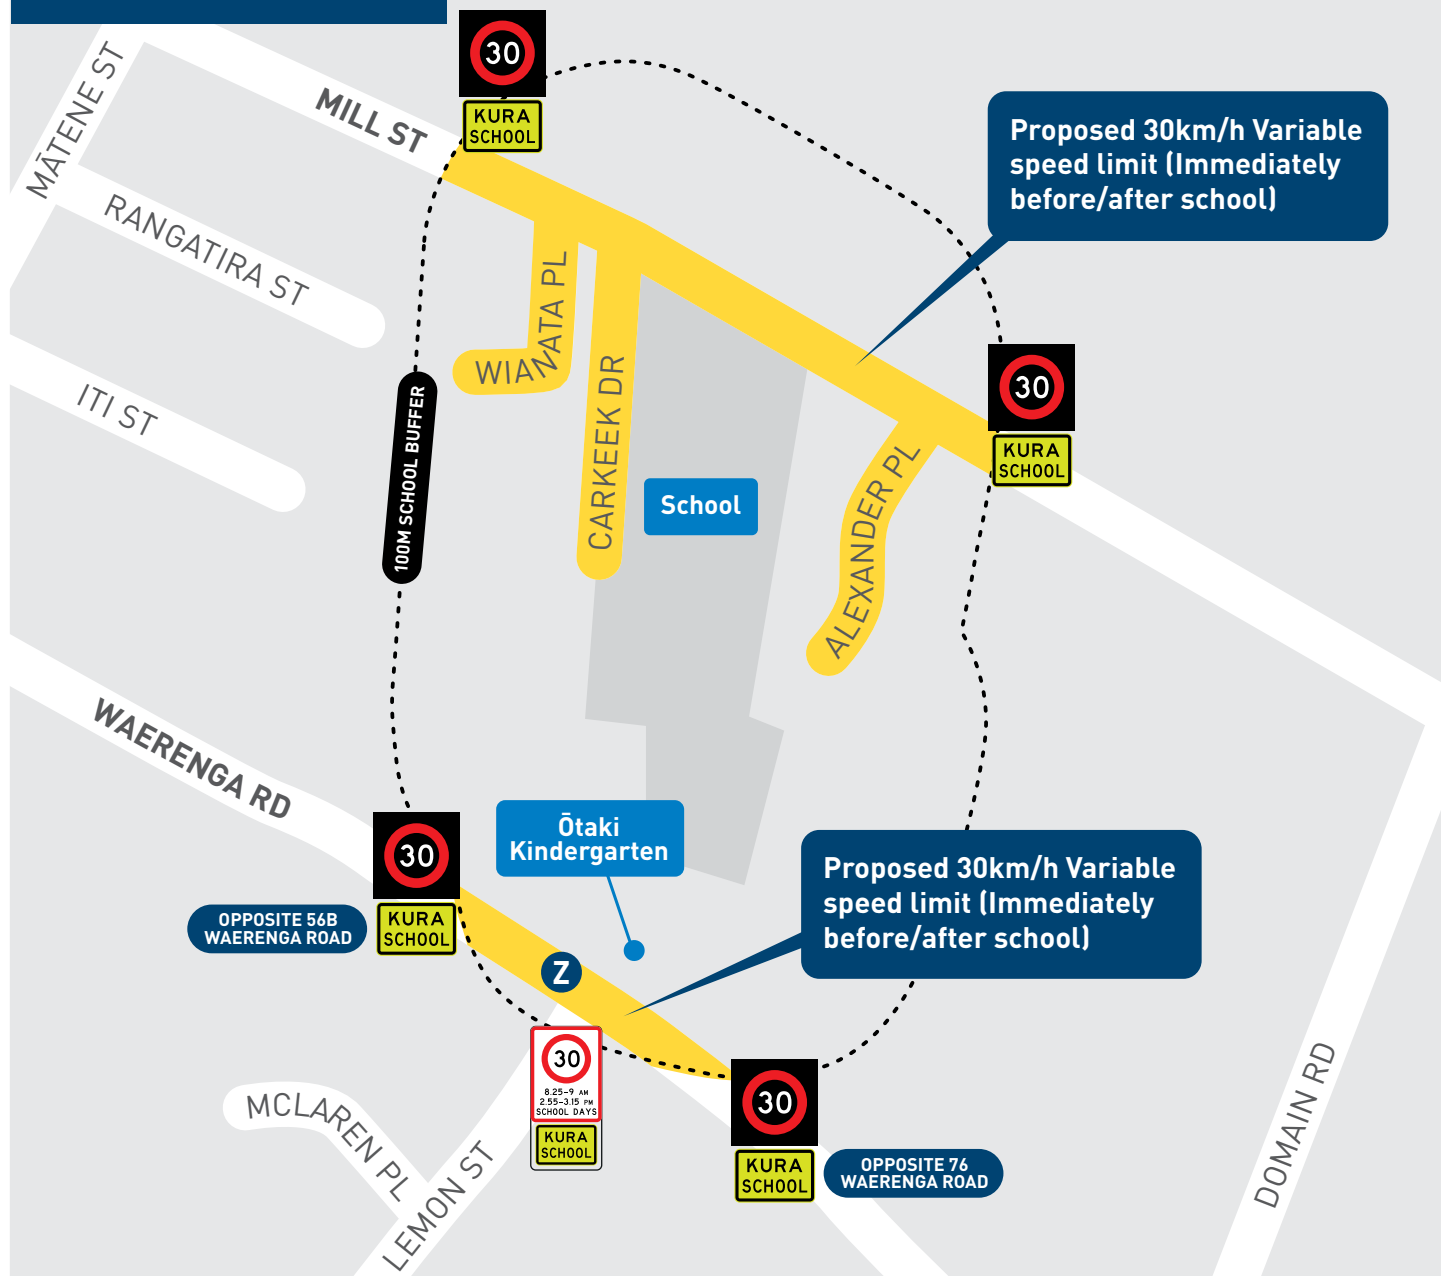 30
KURA
SCHOOL
MĀTENE ST
MILL ST
Proposed 30km/h Variable
speed limit (Immediately
before/after school)
RANGATIRA ST
WIAMATA PL
ITI ST
CARKEEK DR
30
KURA
SCHOOL
100M SCHOOL BUFFER
School
ALEXANDER PL
WAERENGA RD
30
KURA
SCHOOL
OPPOSITE 56B
WAERENGA ROAD
Ōtaki
Kindergarten
Proposed 30km/h Variable
speed limit (Immediately
before/after school)
Z
30
8.25-9 AM
2.55-3.15 PM
SCHOOL DAYS
KURA
SCHOOL
30
KURA
SCHOOL
OPPOSITE 76
WAERENGA ROAD
MCLAREN PL
LEMON ST
DOMAIN RD